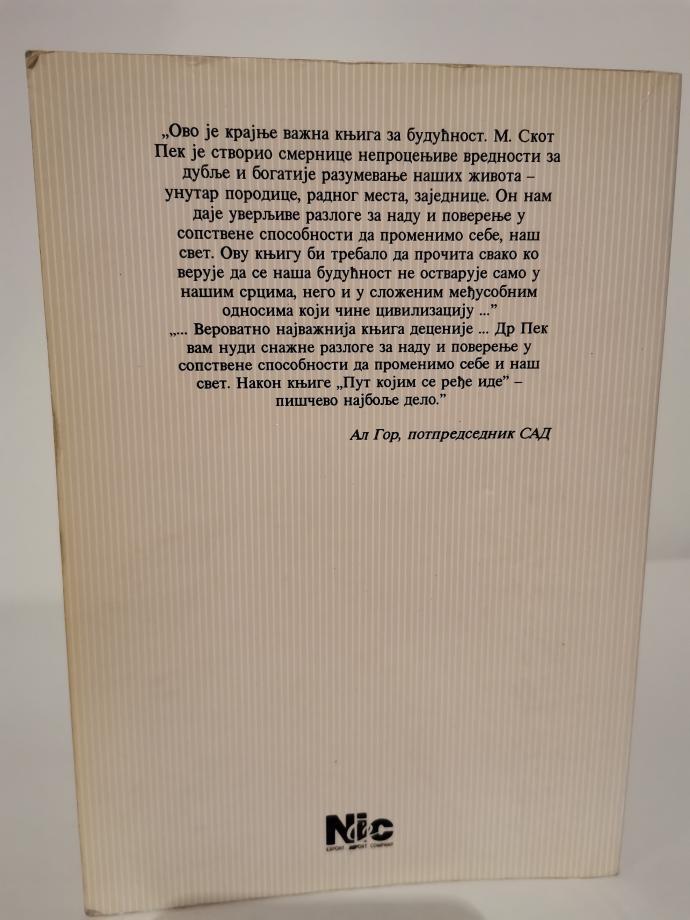 „Ово је крајње важна књига за будућност. М. Скот
Пек је створио смернице непроцењиве вредности за
дубље и богатије разумевање наших живота –
унутар породице, радног места, заједнице. Он нам
даје уверљиве разлоге за наду и поверење у
сопствене способности да променимо себе, наш
свет. Ову књигу би требало да прочита свако ко
верује да се наша будућност не остварује само у
нашим срцима, него и у сложеним међусобним
односима који чине цивилизацију ...”
„... Вероватно најважнија књига деценије ... Др Пек
вам нуди снажне разлоге за наду и поверење у
сопствене способности да променимо себе и наш
свет. Након књиге „Пут којим се ређе иде” –
пишчево најбоље дело.”
Ал Гор, потпредседник САД
Nic
EXPORT IMPORT COMPANY